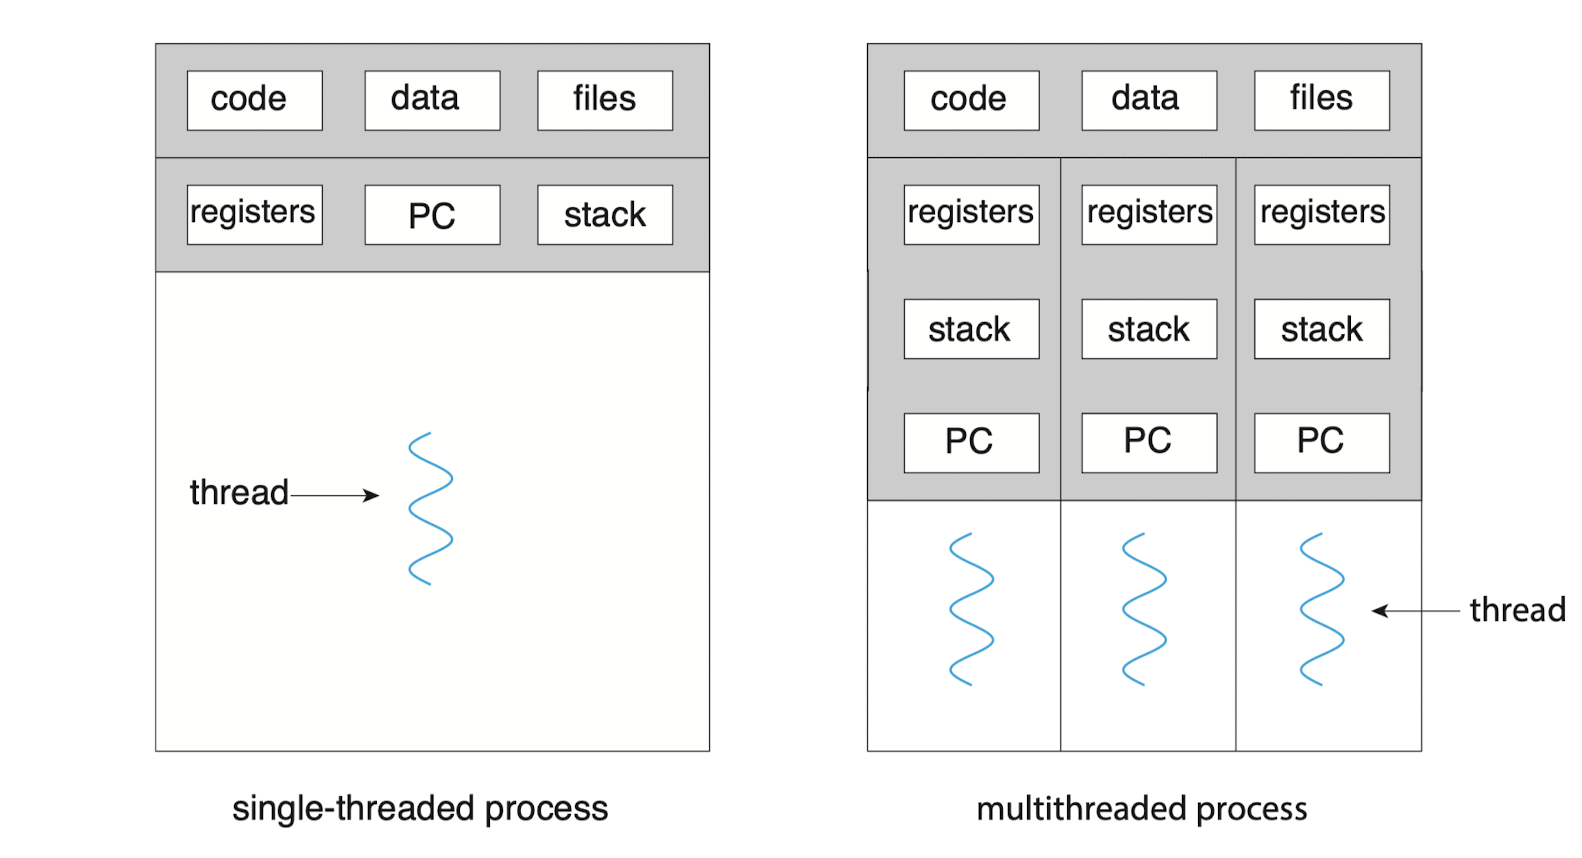 code data files
registers PC stack
thread
single-threaded process
code data files
registers registers registers
stack stack stack
PC PC PC
thread
multithreaded process